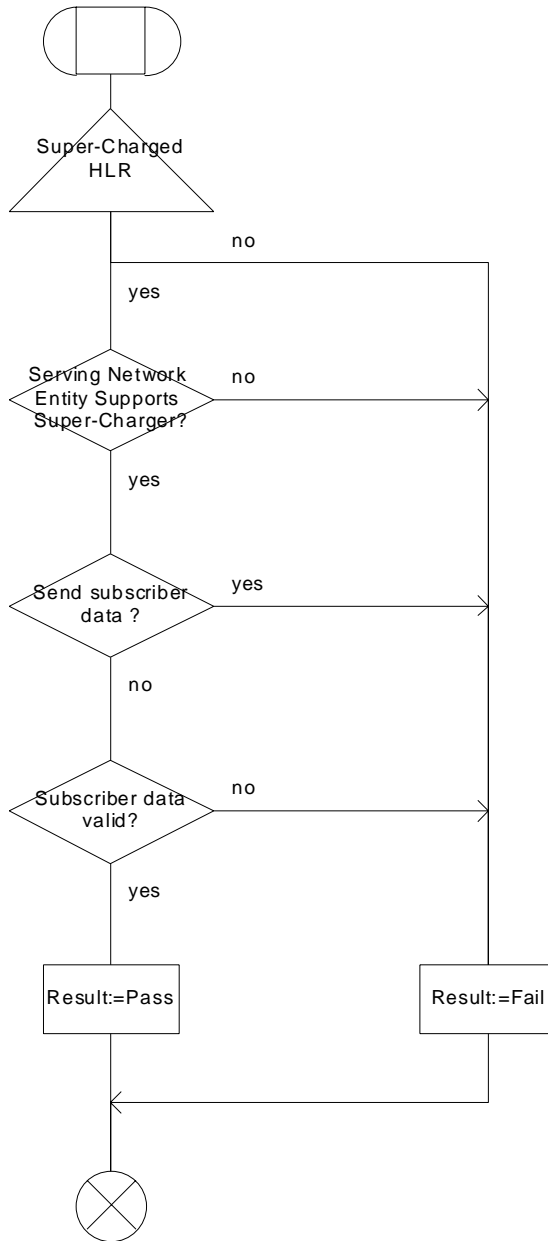 Super-Charged
HLR
no
yes
Serving Network
Entity Supports
Super-Charger?
no
yes
Send subscriber
data ?
yes
no
Subscriber data
valid?
no
yes
Result:=Pass
Result:=Fail